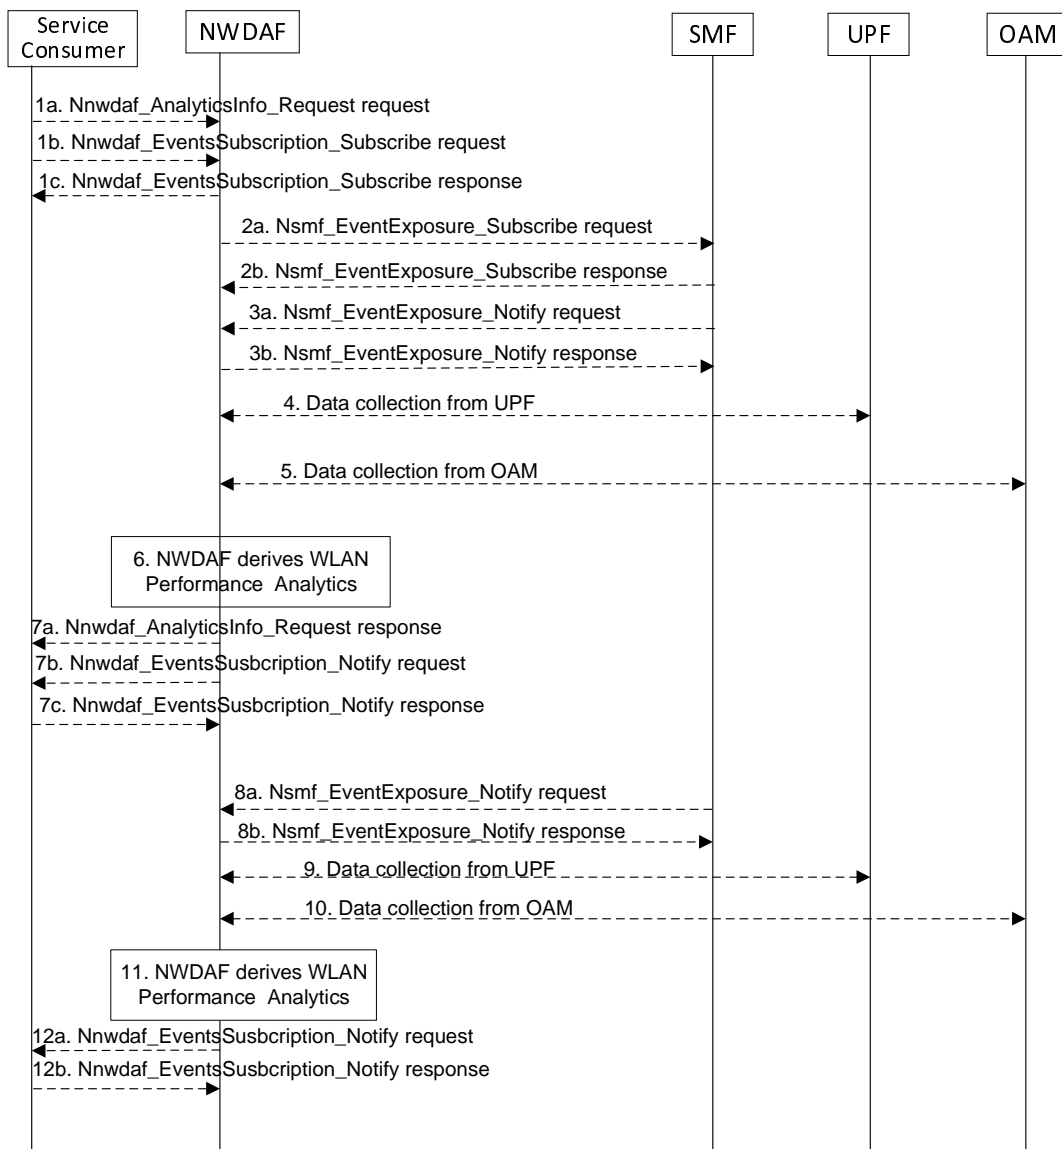 Service
Consumer
NWDAF
SMF
UPF
OAM
1a. Nnwdaf_AnalyticsInfo_Request request
1b. Nnwdaf_EventsSubscription_Subscribe request
1c. Nnwdaf_EventsSubscription_Subscribe response
2a. Nsmf_EventExposure_Subscribe request
2b. Nsmf_EventExposure_Subscribe response
3a. Nsmf_EventExposure_Notify request
3b. Nsmf_EventExposure_Notify response
4. Data collection from UPF
5. Data collection from OAM
6. NWDAF derives WLAN
Performance Analytics
7a. Nnwdaf_AnalyticsInfo_Request response
7b. Nnwdaf_EventsSusbcription_Notify request
7c. Nnwdaf_EventsSusbcription_Notify response
8a. Nsmf_EventExposure_Notify request
8b. Nsmf_EventExposure_Notify response
9. Data collection from UPF
10. Data collection from OAM
11. NWDAF derives WLAN
Performance Analytics
12a. Nnwdaf_EventsSusbcription_Notify request
12b. Nnwdaf_EventsSusbcription_Notify response